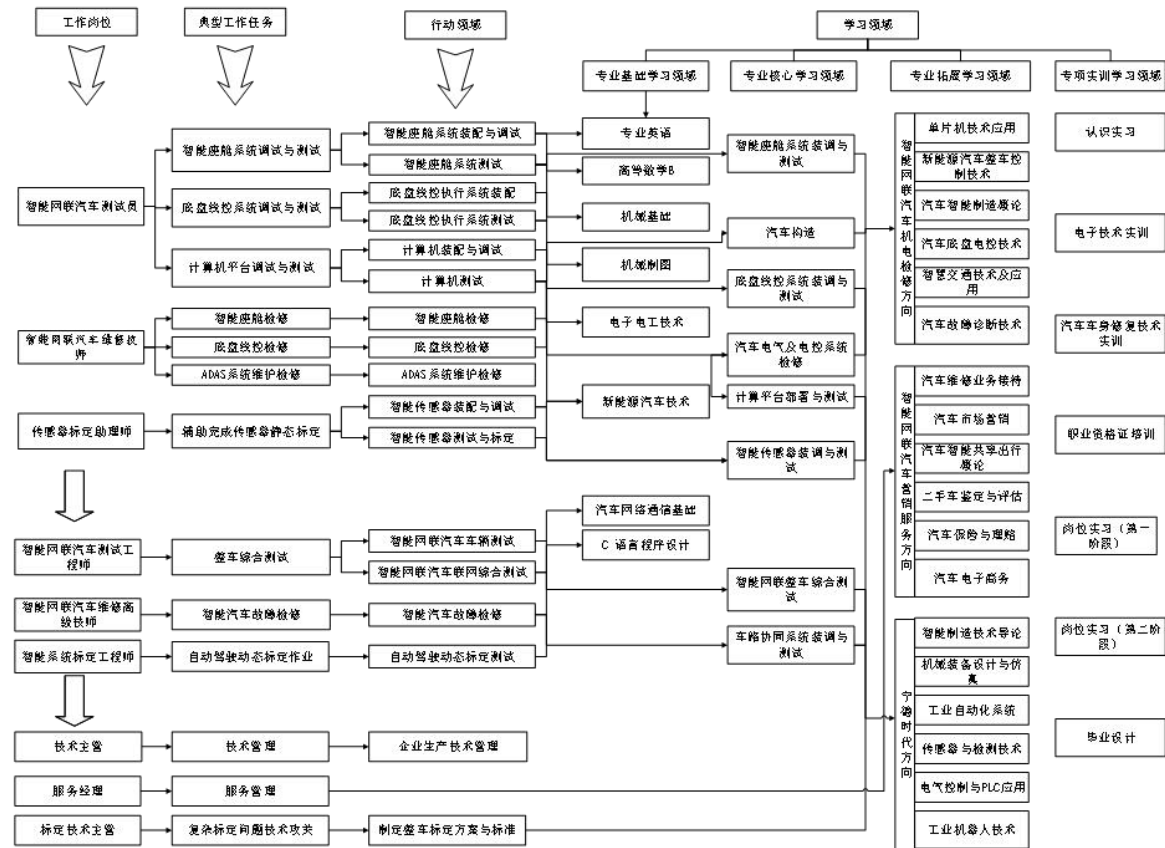 工作岗位
典型工作任务
行动领域
学习领域
专业基础学习领域
专业核心学习领域
专业拓展学习领域
专项实训学习领域
智能网联汽车测试员
智能座舱系统调试与测试
底盘线控系统调试与测试
计算机平台调试与测试
智能座舱系统装配与调试
智能座舱系统测试
底盘线控执行系统装配
底盘线控执行系统测试
计算机装配与调试
计算机测试
智能网联汽车维修技
师
智能座舱检修
底盘线控检修
ADAS系统维护检修
智能座舱检修
底盘线控检修
ADAS系统维护检修
传感器标定助理师
辅助完成传感器静态标定
智能传感器装配与调试
智能传感器测试与标定
智能网联汽车测试工
程师
整车综合测试
智能网联汽车车辆测试
智能网联汽车联网综合测试
智能网联汽车维修高
级技师
智能汽车故障检修
智能汽车故障检修
智能系统标定工程师
自动驾驶动态标定作业
自动驾驶动态标定测试
技术主管
技术管理
企业生产技术管理
服务经理
服务管理
标定技术主管
复杂标定问题技术攻关
制定整车标定方案与标准
专业英语
高等数学B
机械基础
机械制图
电子电工技术
新能源汽车技术
汽车网络通信基础
C 语言程序设计
智能座舱系统装调与
测试
汽车构造
底盘线控系统装调与
测试
汽车电气及电控系统
检修
计算平台部署与测试
智能传感器装调与测
试
智能网联整车综合测
试
车路协同系统装调与
测试
智能网联汽车机电检修方向
单片机技术应用
新能源汽车整车控
制技术
汽车智能制造概论
汽车底盘电控技术
智慧交通技术及应
用
汽车故障诊断技术
智能网联汽车营销服务方向
汽车维修业务接待
汽车市场营销
汽车智能共享出行
概论
二手车鉴定与评估
汽车保险与理赔
汽车电子商务
宁德时代方向
智能制造技术导论
机械装备设计与仿
真
工业自动化系统
传感器与检测技术
电气控制与PLC应用
工业机器人技术
认识实习
电子技术实训
汽车车身修复技术
实训
职业资格证培训
岗位实习（第一
阶段）
岗位实习（第二阶
段）
毕业设计